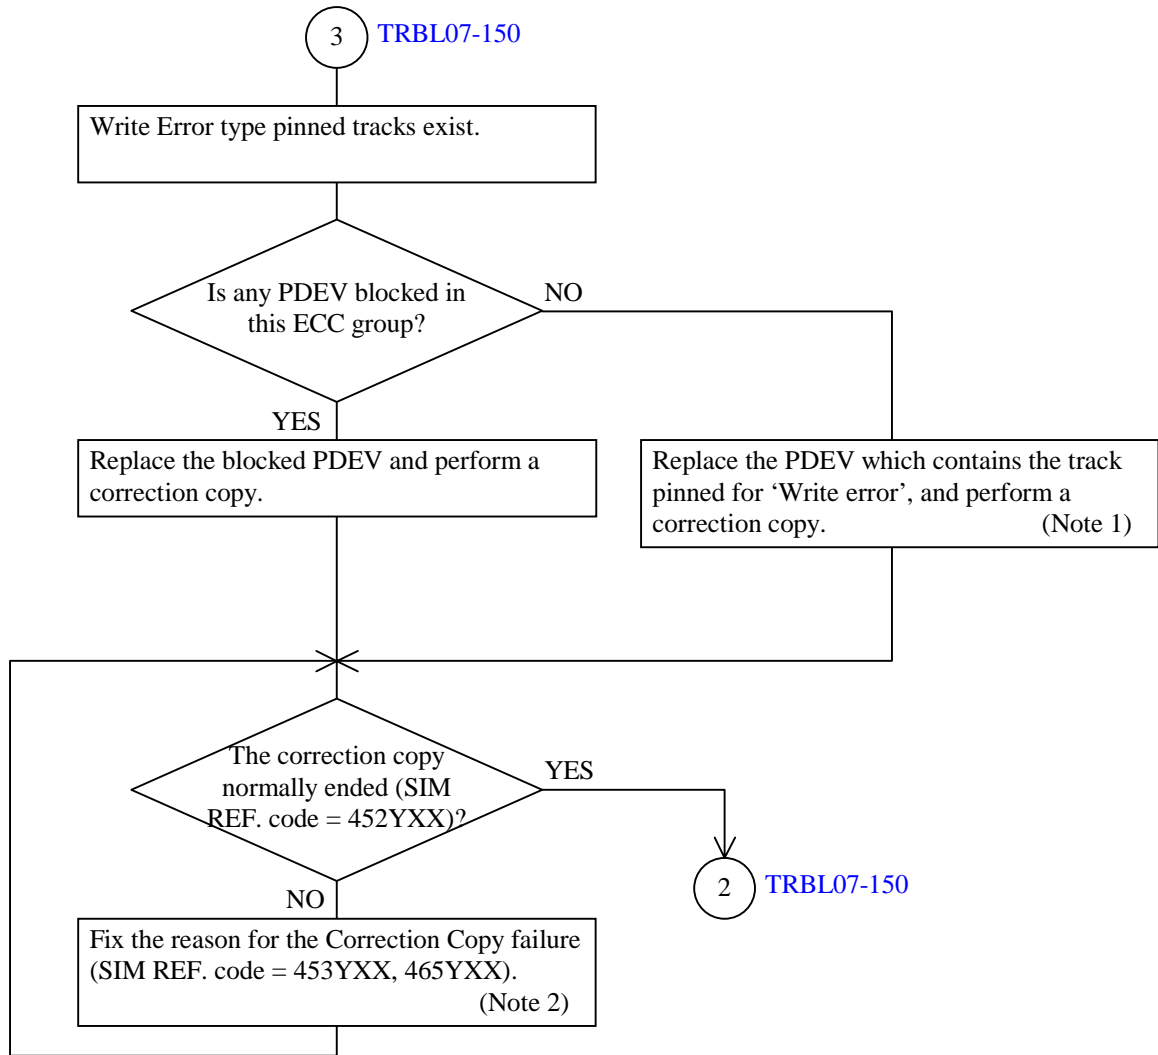 3 TRBL07-150
Write Error type pinned tracks exist.
Is any PDEV blocked in
this ECC group?
NO
YES
Replace the blocked PDEV and perform a
correction copy.
Replace the PDEV which contains the track
pinned for ‘Write error’, and perform a
correction copy. (Note 1)
The correction copy
normally ended (SIM
REF. code = 452YXX)?
YES
NO
2 TRBL07-150
Fix the reason for the Correction Copy failure
(SIM REF. code = 453YXX, 465YXX).
(Note 2)